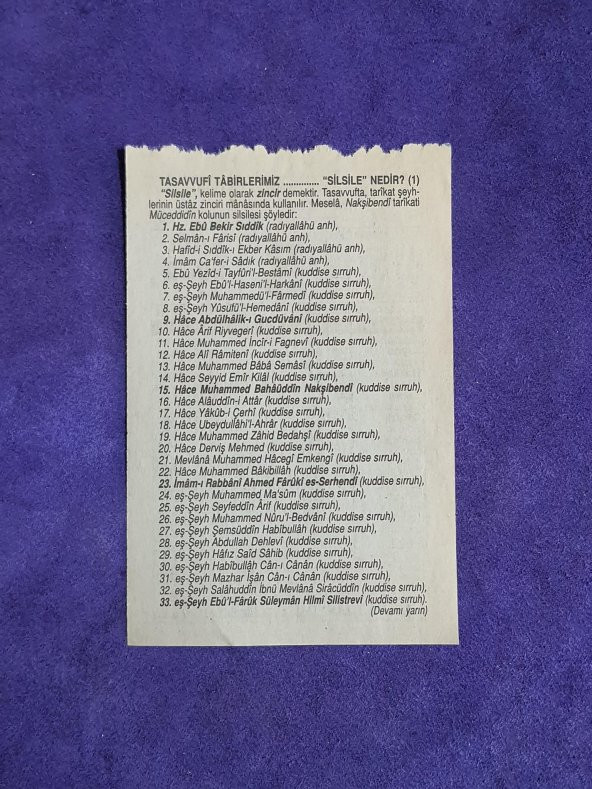 TASAVVUFÎ TÂBİRLERİMİZ .............. “SİLSİLE” NEDİR? (1)
“Silsile”, kelime olarak zincir demektir. Tasavvufta, tarîkat şeyh-
lerinin üstâz zinciri mânâsında kullanılır. Meselâ, Nakşibendî tarîkati
Müceddidîn kolunun silsilesi şöyledir:
1. Hz. Ebû Bekir Sıddîk (radıyallâhü anh),
2. Selmân-ı Fârisî (radıyallâhü anh),
3. Hafîd-i Sıddîk-ı Ekber Kâsım (radıyallâhü anh),
4. İmâm Ca'fer-i Sâdık (radıyallâhü anh),
5. Ebû Yezîd-i Tayfûri'l-Bestâmî (kuddise sırruh),
6. eş-Şeyh Ebû'l-Haseni'l-Harkânî (kuddise sırruh),
7. eş-Şeyh Muhammedü'l-Fârmedî (kuddise sırruh),
8. eş-Şeyh Yûsufü'l-Hemedânî (kuddise sırruh),
9. Hâce Abdülhâlik-ı Gucdüvânî (kuddise sırruh),
10. Hâce Ârif Riyvegerî (kuddise sırruh),
11. Hâce Muhammed İncîr-i Fagnevî (kuddise sırruh),
12. Hâce Alî Râmitenî (kuddise sırruh),
13. Hâce Muhammed Bâbâ Semâsî (kuddise sırruh),
14. Hâce Seyyid Emîr Kilâl (kuddise sırruh),
15. Hâce Muhammed Bahâüddîn Nakşibendî (kuddise sırruh),
16. Hâce Alâuddîn-i Attâr (kuddise sırruh),
17. Hâce Yâkûb-i Çerhî (kuddise sırruh),
18. Hâce Ubeydullâhi'l-Ahrâr (kuddise sırruh),
19. Hâce Muhammed Zâhid Bedahşî (kuddise sırruh),
20. Hâce Derviş Mehmed (kuddise sırruh),
21. Mevlânâ Muhammed Hâcegî Emkengî (kuddise sırruh),
22. Hâce Muhammed Bâkibillâh (kuddise sırruh),
23. İmâm-ı Rabbânî Ahmed Fârûkî es-Serhendî (kuddise sırruh),
24. eş-Şeyh Muhammed Ma'sûm (kuddise sırruh),
25. eş-Şeyh Seyfeddîn Ârif (kuddise sırruh),
26. eş-Şeyh Muhammed Nûru'l-Bedvânî (kuddise sırruh),
27. eş-Şeyh Şemsüddîn Habîbullâh (kuddise sırruh),
28. eş-Şeyh Abdullah Dehlevî (kuddise sırruh),
29. eş-Şeyh Hâfız Saîd Sâhib (kuddise sırruh),
30. eş-Şeyh Habîbullâh Cân-ı Cânân (kuddise sırruh),
31. eş-Şeyh Mazhar Îşân Cân-ı Cânân (kuddise sırruh),
32. eş-Şeyh Salâhuddîn İbnü Mevlânâ Sirâcüddîn (kuddise sırruh),
33. eş-Şeyh Ebû'l-Fârûk Süleymân Hilmî Silistrevî (kuddise sırruh).
(Devamı yarın)